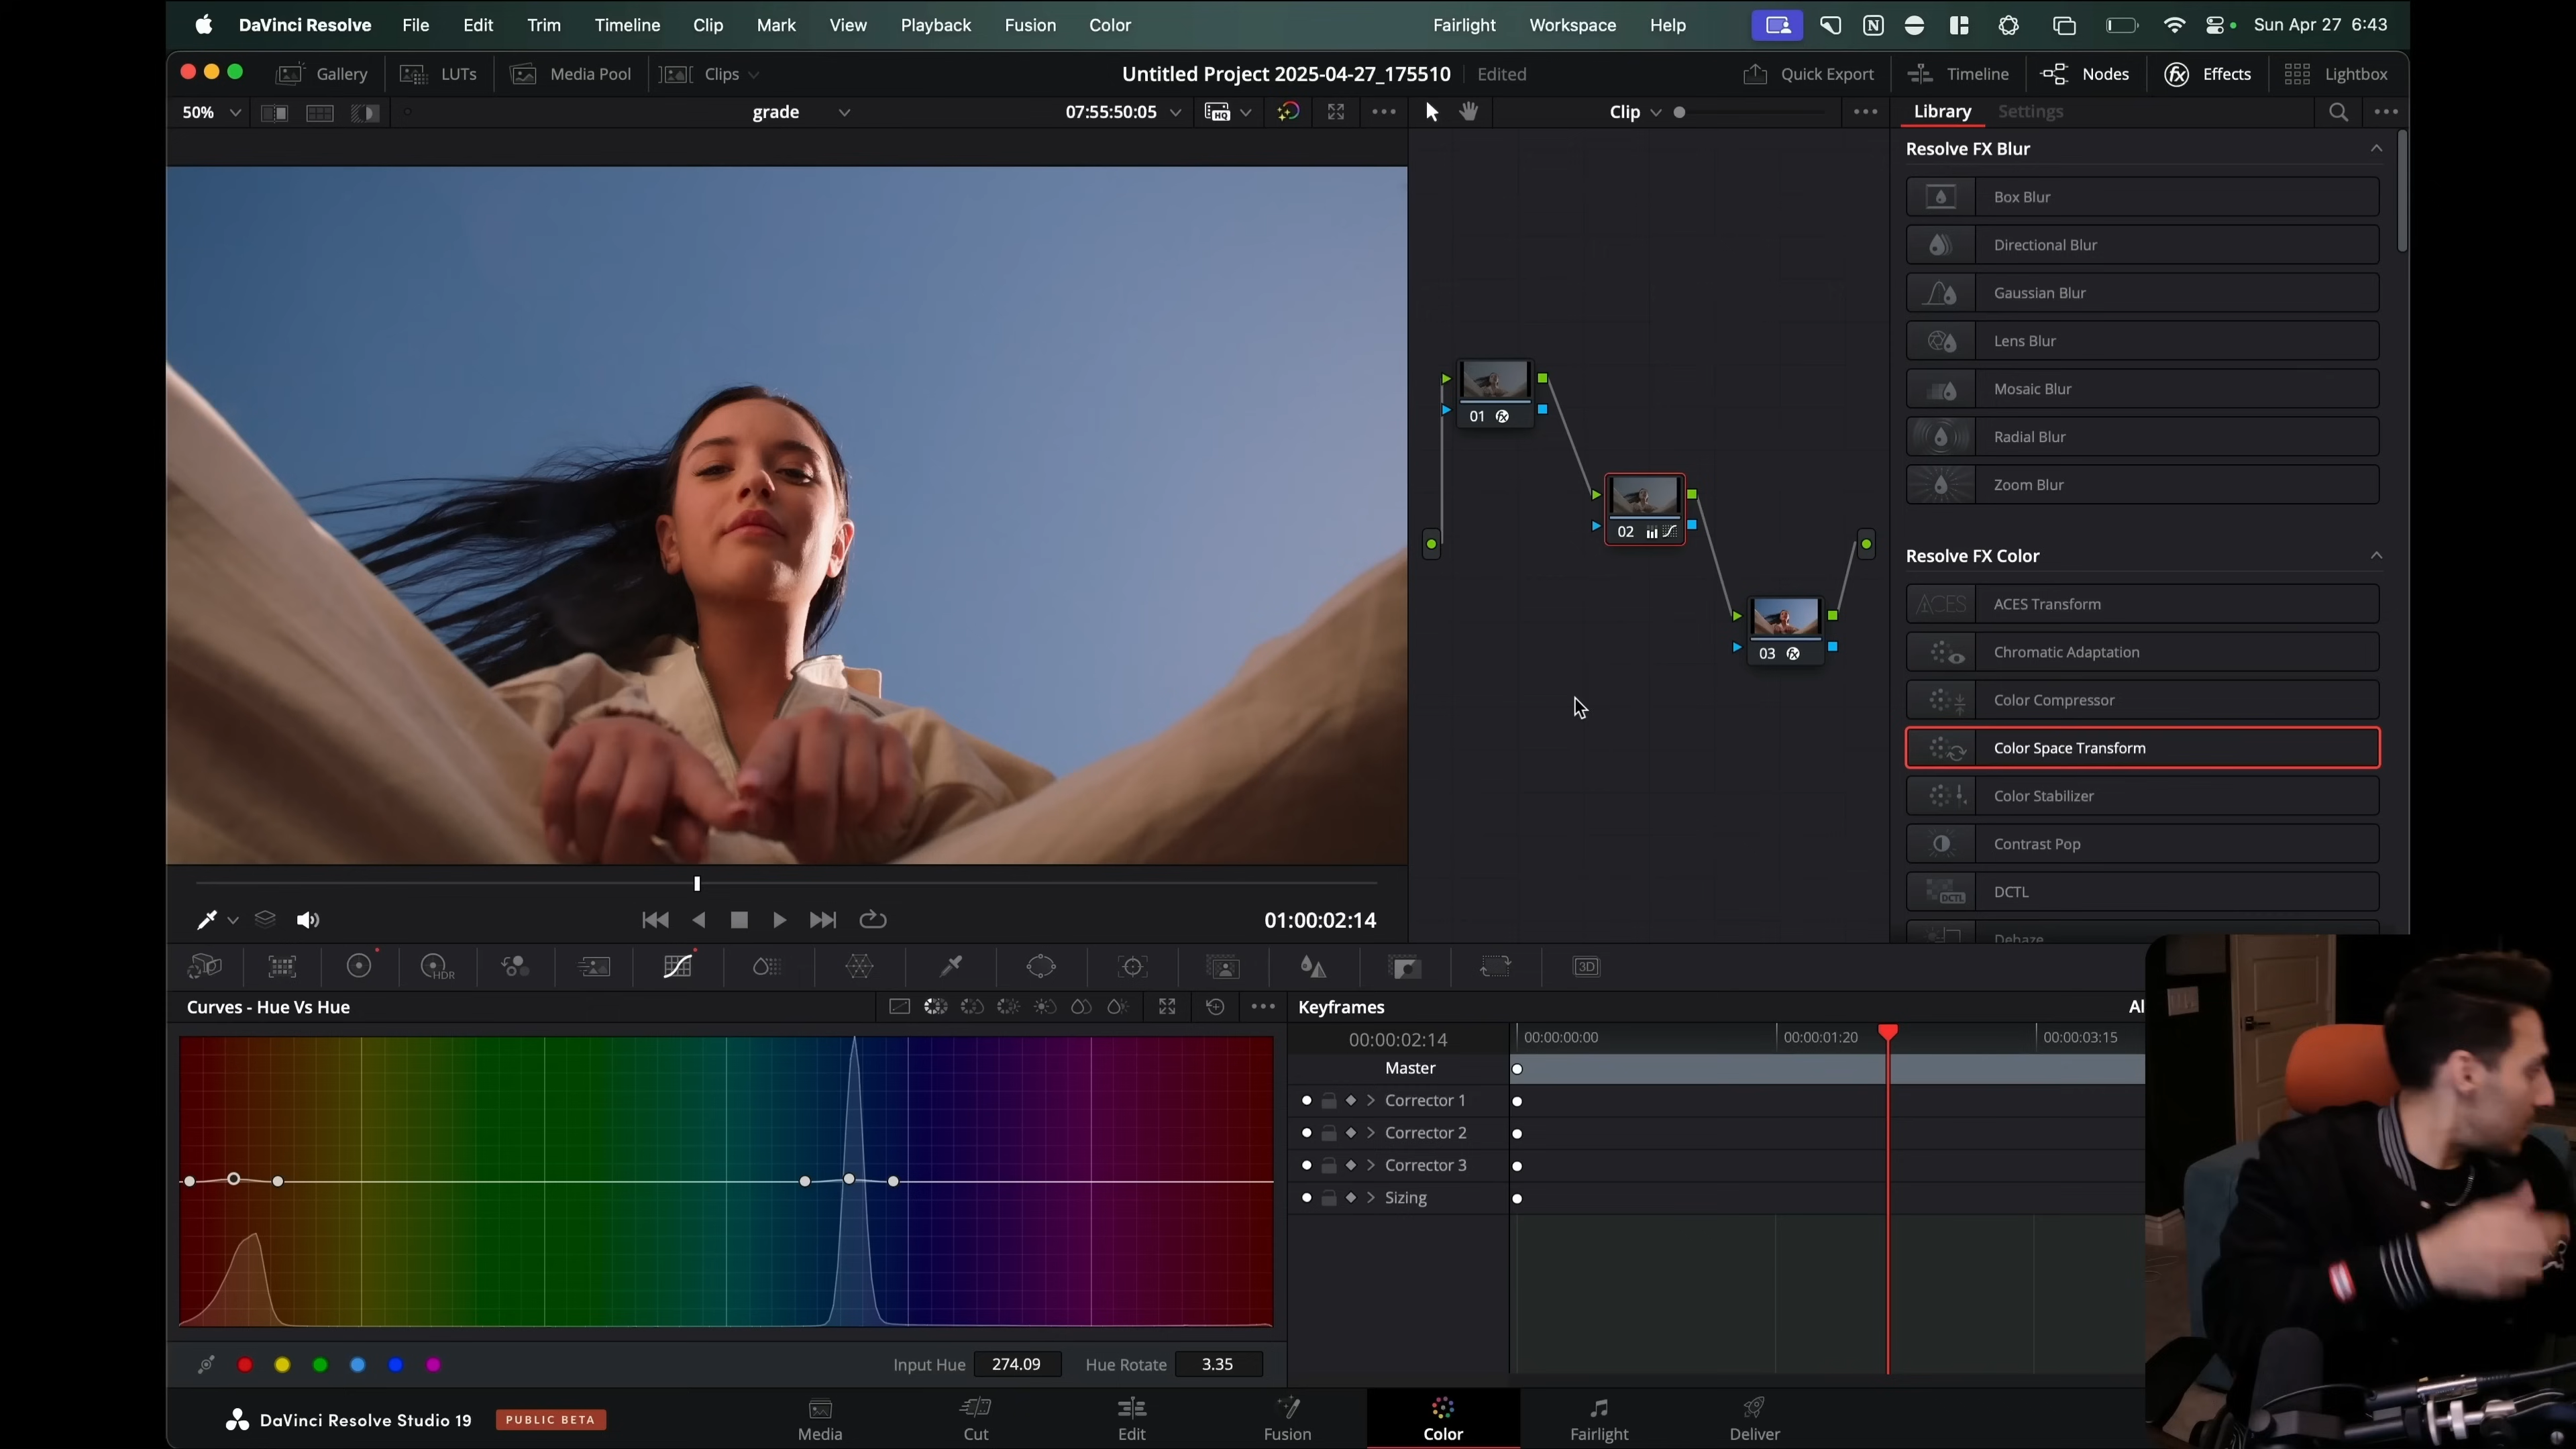 DaVinci Resolve File Edit Trim Timeline Clip Mark View Playback Fusion Color Fairlight Workspace Help Sun Apr 27 6:43
Gallery LUTs Media Pool Clips Untitled Project 2025-04-27_175510 Edited Quick Export Timeline Nodes Effects Lightbox
50% grade 07:55:50:05 HQ Clip Library Settings
Resolve FX Blur
Box Blur
Directional Blur
Gaussian Blur
Lens Blur
Mosaic Blur
Radial Blur
Zoom Blur
01
02
03
Resolve FX Color
ACES ACES Transform
Chromatic Adaptation
Color Compressor
Color Space Transform
Color Stabilizer
Contrast Pop
DCTL DCTL
Dehaze
01:00:02:14
HDR 3D
Curves - Hue Vs Hue
Keyframes Al
00:00:02:14 00:00:00:00 00:00:01:20 00:00:03:15
Master
Corrector 1
Corrector 2
Corrector 3
Sizing
Input Hue 274.09 Hue Rotate 3.35
DaVinci Resolve Studio 19 PUBLIC BETA
Media Cut Edit Fusion Color Fairlight Deliver